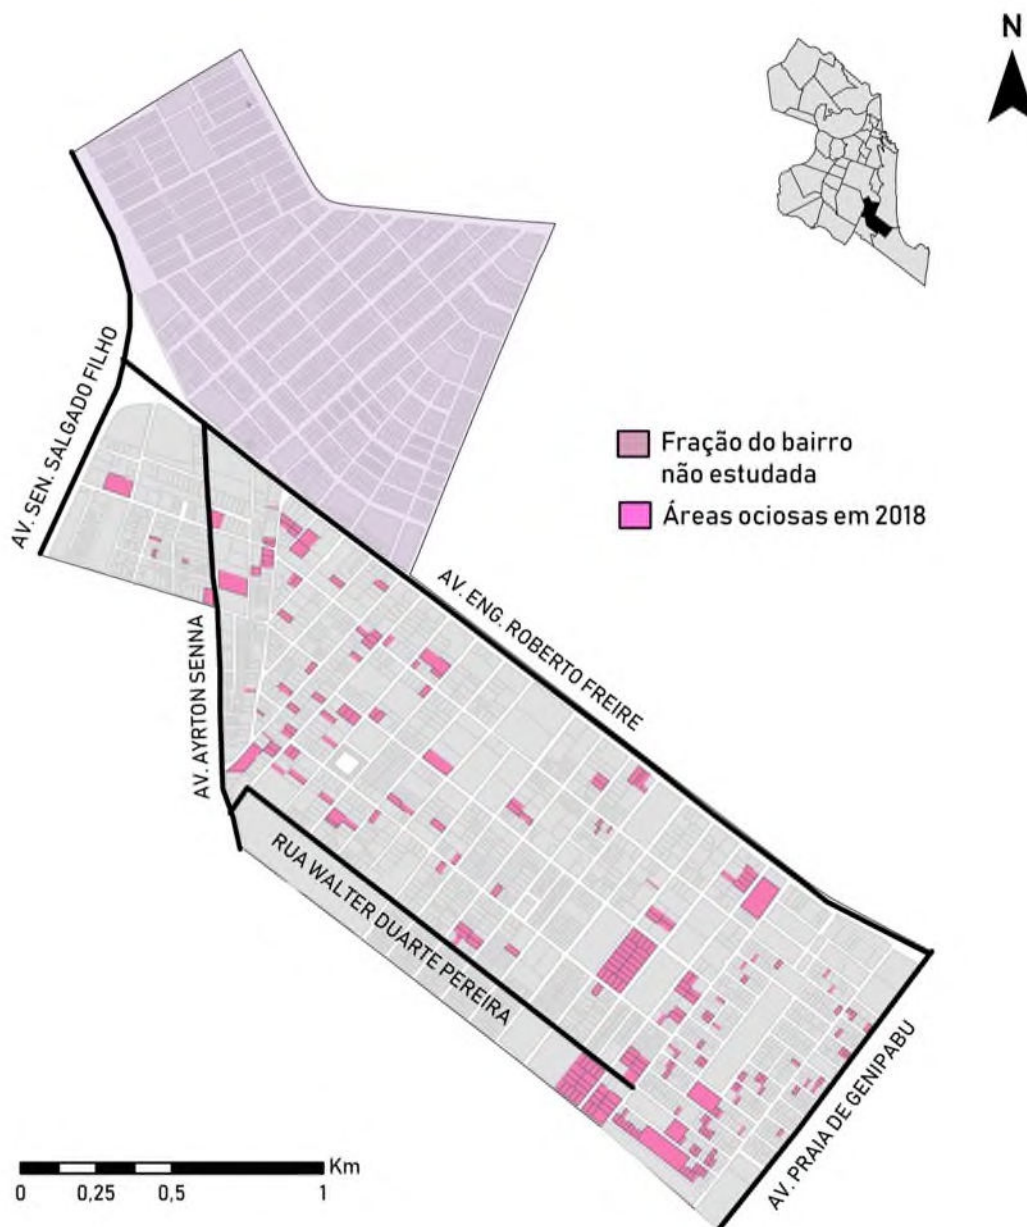 N
AV. SEN. SALGADO FILHO
Fração do bairro
não estudada
Áreas ociosas em 2018
AV. ENG. ROBERTO FREIRE
AV. AYRTON SENNA
RUA WALTER DUARTE PEREIRA
AV. PRAIA DE GENIPABU
Km
0 0,25 0,5 1